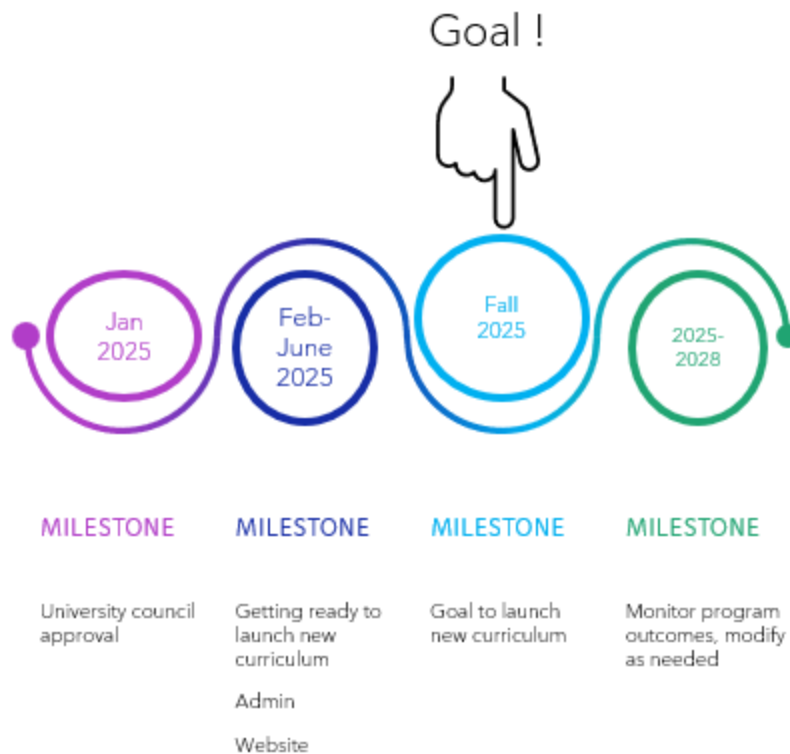 Goal !
Jan
2025
Feb-
June
2025
Fall
2025
2025-
2028
MILESTONE
University council
approval
MILESTONE
Getting ready to
launch new
curriculum
Admin
Website
MILESTONE
Goal to launch
new curriculum
MILESTONE
Monitor program
outcomes, modify
as needed